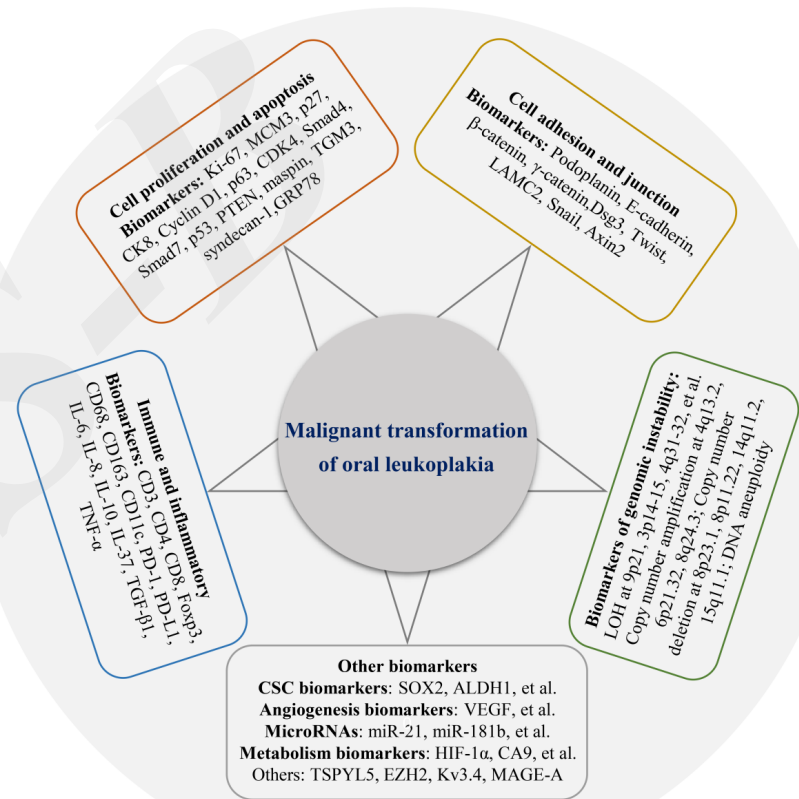 Cell proliferation and apoptosis
Biomarkers: Ki-67, MCM3, p27,
CK8, Cyclin D1, p63, CDK4, Smad4,
Smad7, p53, PTEN, maspin, TGM3,
syndecan-1,GRP78
Cell adhesion and junction
Biomarkers: Podoplanin, E-cadherin,
β-catenin, γ-catenin,Dsg3, Twist,
LAMC2, Snail, Axin2
Immune and inflammatory
Biomarkers: CD3, CD4, CD8, Foxp3,
CD68, CD163, CD11c, PD-1, PD-L1,
IL-6, IL-8, IL-10, IL-37, TGF-β1,
TNF-α
Malignant transformation
of oral leukoplakia
Biomarkers of genomic instability:
LOH at 9p21, 3p14-15, 4q31-32, et al.
Copy number amplification at 4q13.2,
6p21.32, 8q24.3; Copy number
deletion at 8p23.1, 8p11.22, 14q11.2,
15q11.1; DNA aneuploidy
Other biomarkers
CSC biomarkers: SOX2, ALDH1, et al.
Angiogenesis biomarkers: VEGF, et al.
MicroRNAs: miR-21, miR-181b, et al.
Metabolism biomarkers: HIF-1α, CA9, et al.
Others: TSPYL5, EZH2, Kv3.4, MAGE-A